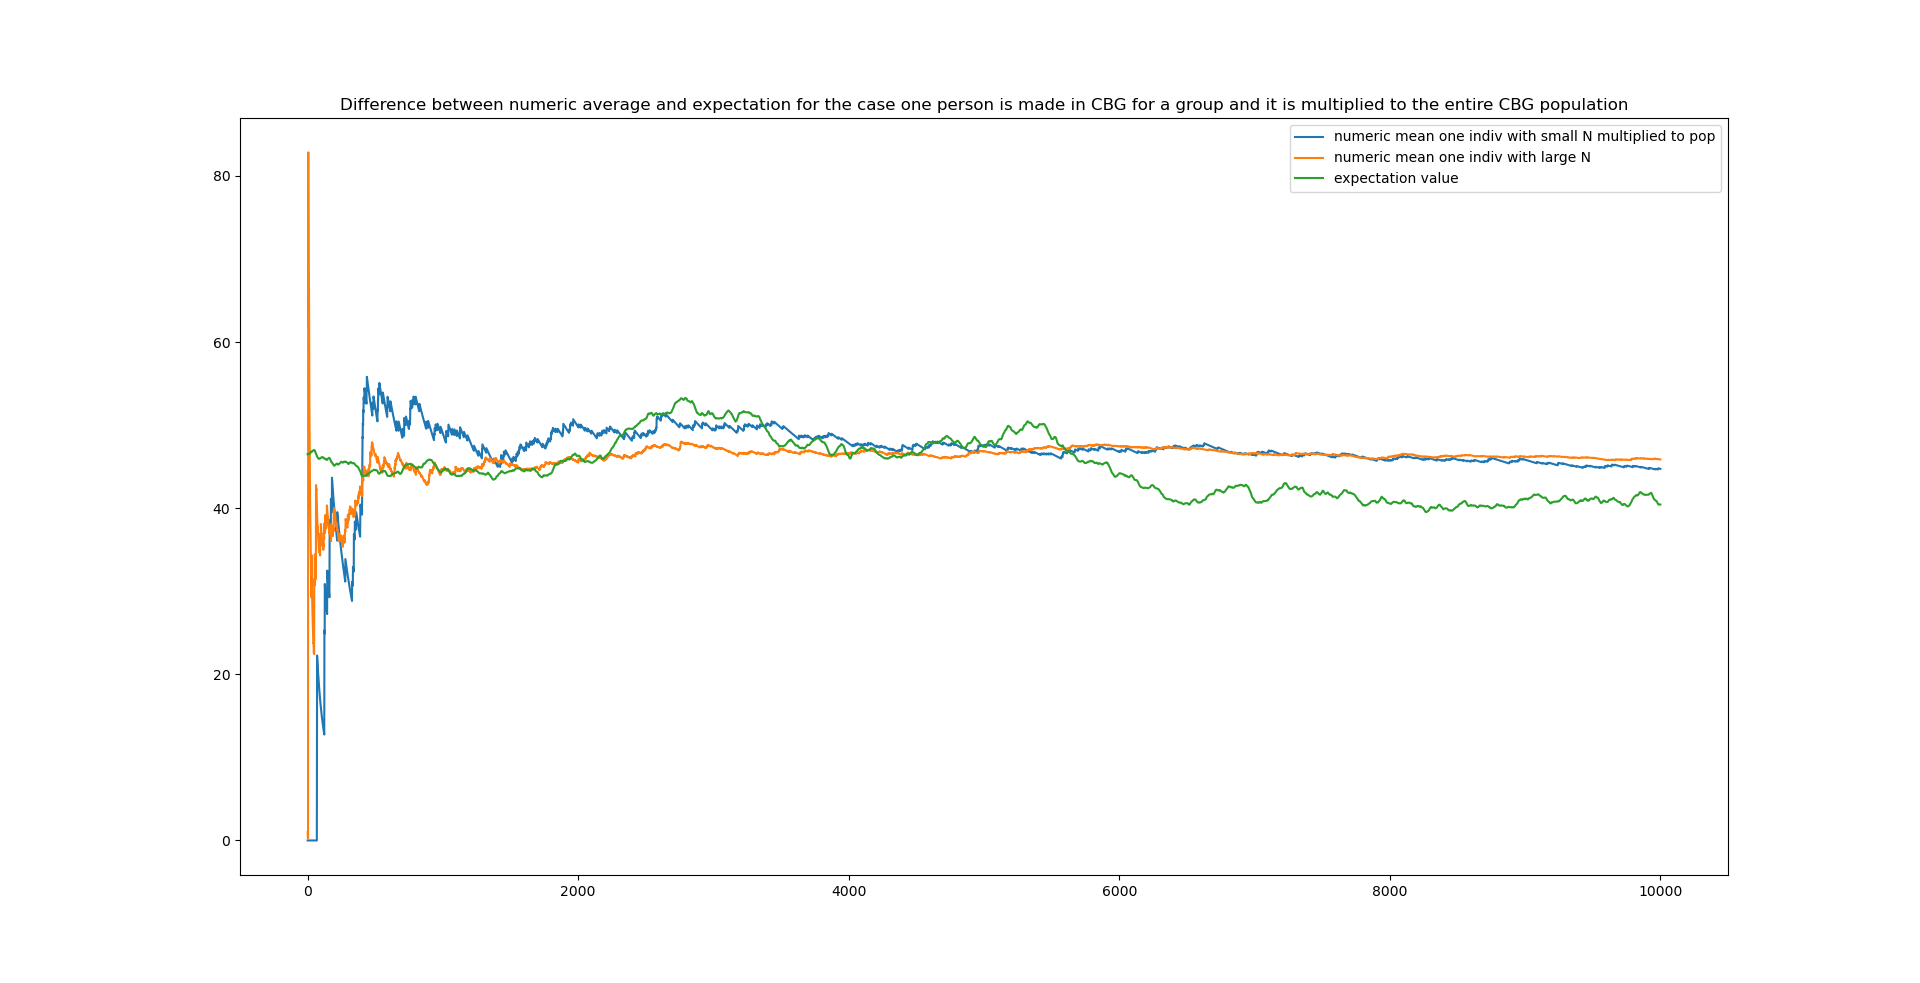 Difference between numeric average and expectation for the case one person is made in CBG for a group and it is multiplied to the entire CBG population
numeric mean one indiv with small N multiplied to pop
numeric mean one indiv with large N
expectation value
80
60
40
20
0
0 2000 4000 6000 8000 10000